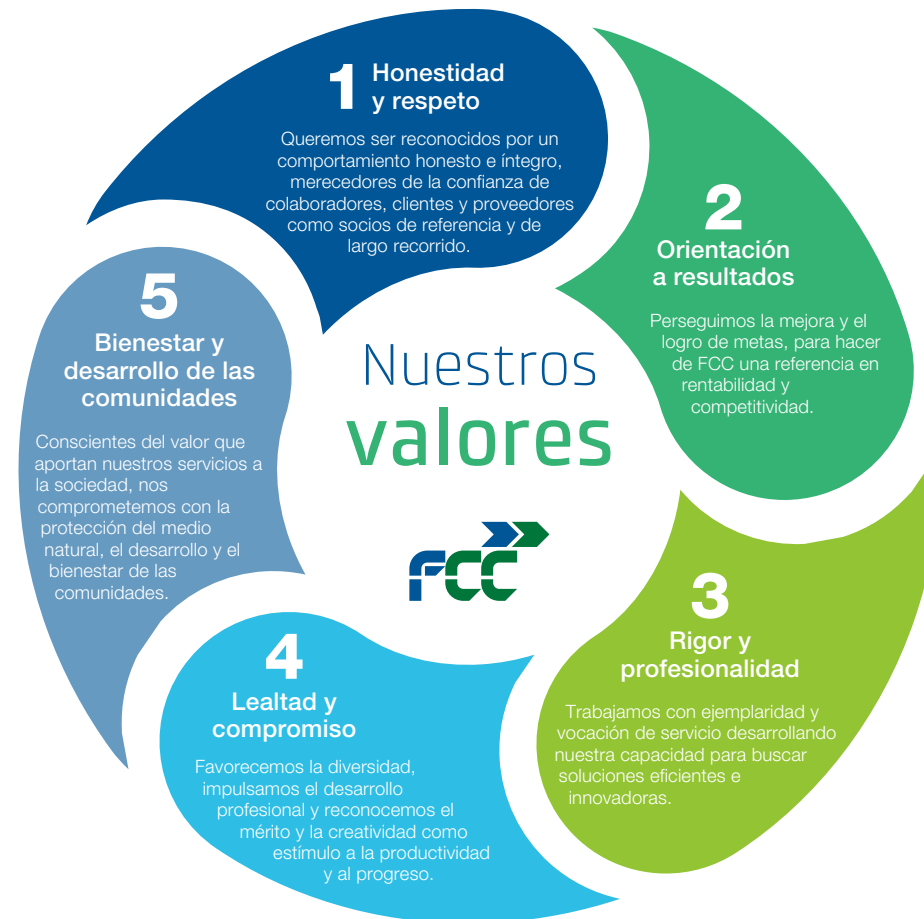 1 Honestidad
y respeto
Queremos ser reconocidos por un
comportamiento honesto e íntegro,
merecedores de la confianza de
colaboradores, clientes y proveedores
como socios de referencia y de
largo recorrido.
2
Orientación
a resultados
Perseguimos la mejora y el
logro de metas, para hacer
de FCC una referencia en
rentabilidad y
competitividad.
3
Rigor y
profesionalidad
Trabajamos con ejemplaridad y
vocación de servicio desarrollando
nuestra capacidad para buscar
soluciones eficientes e
innovadoras.
4
Lealtad y
compromiso
Favorecemos la diversidad,
impulsamos el desarrollo
profesional y reconocemos el
mérito y la creatividad como
estímulo a la productividad
y al progreso.
5
Bienestar y
desarrollo de las
comunidades
Conscientes del valor que
aportan nuestros servicios a
la sociedad, nos
comprometemos con la
protección del medio
natural, el desarrollo y el
bienestar de las
comunidades.
Nuestros
valores
FCC